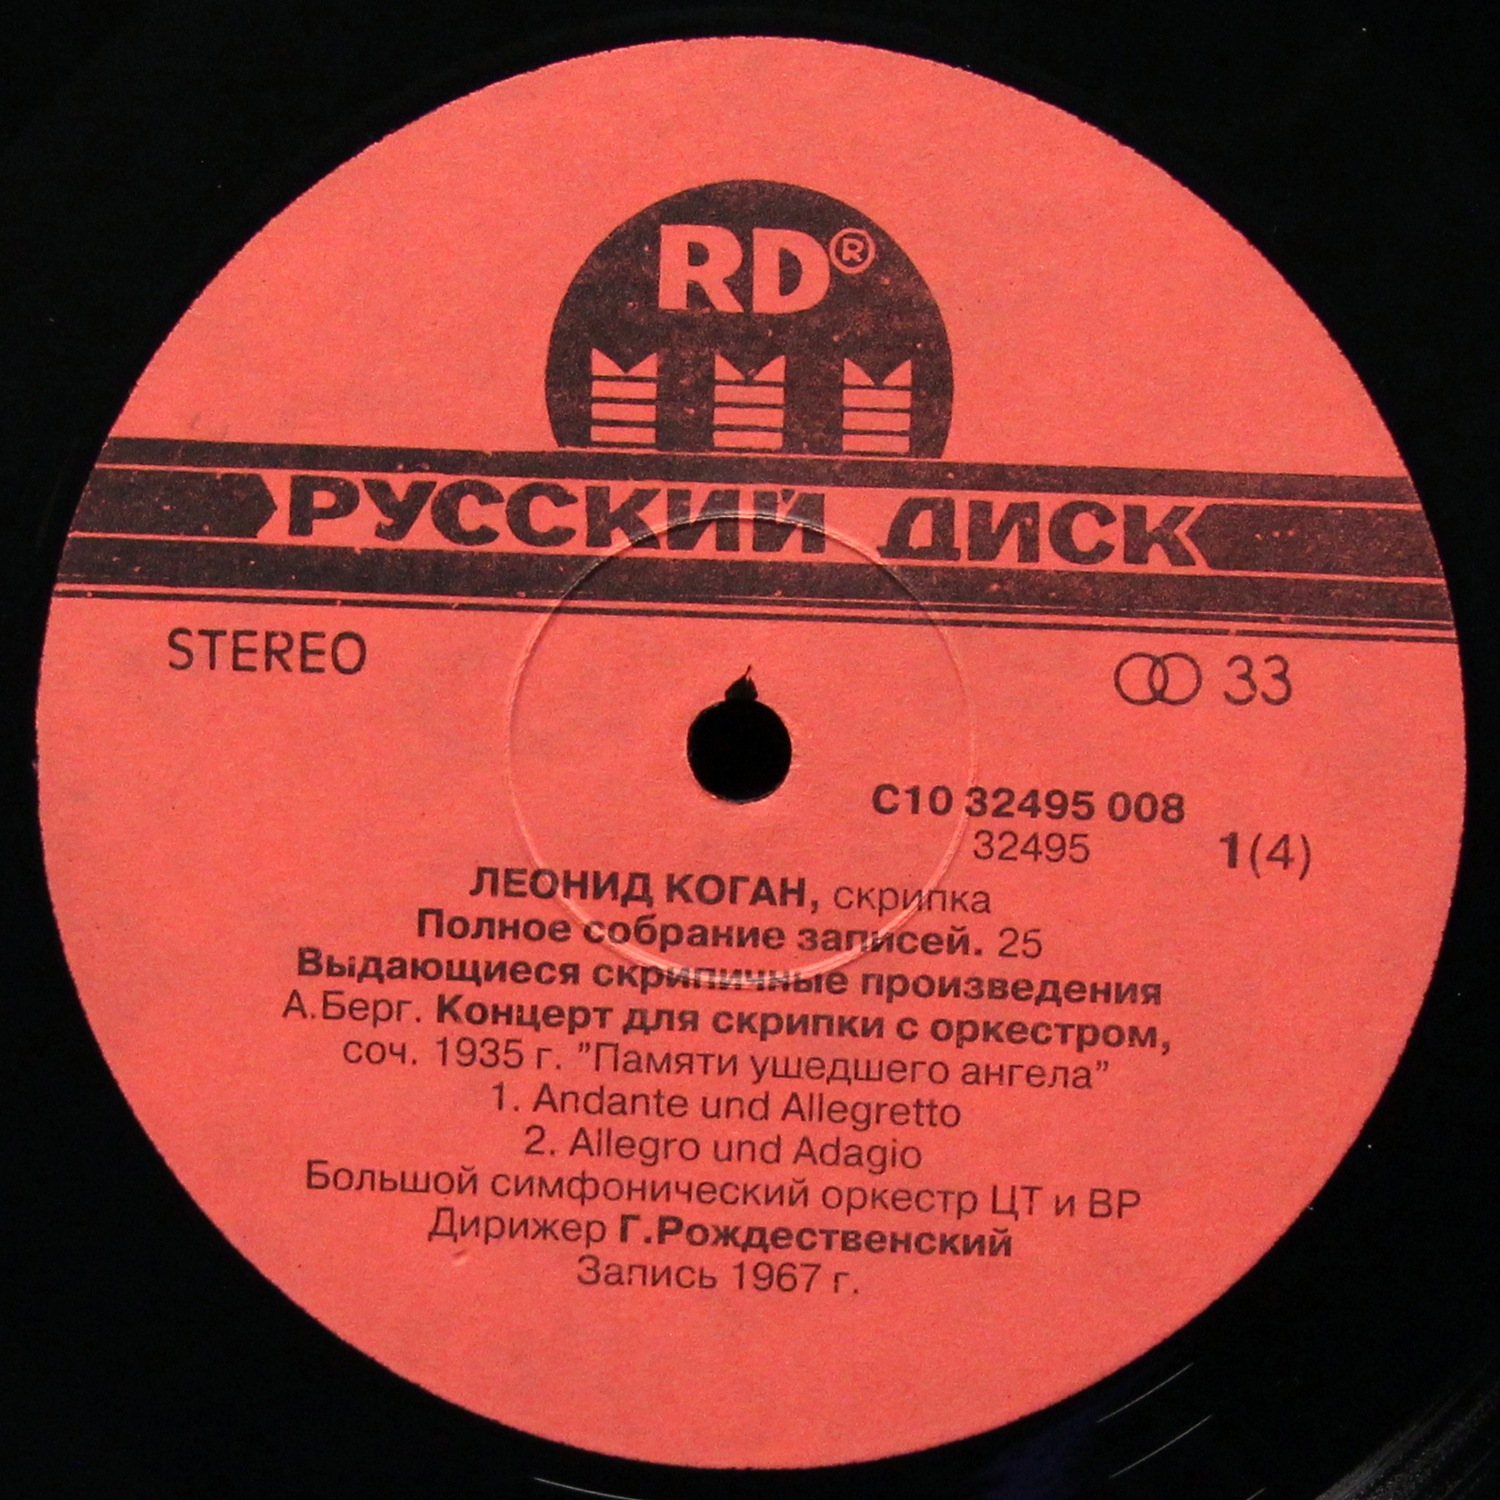 RD®
РУССКИЙ ДИСК
STEREO
33
С10 32495 008
32495 1(4)
ЛЕОНИД КОГАН, скрипка
Полное собрание записей. 25
Выдающиеся скрипичные произведения
А.Берг. Концерт для скрипки с оркестром,
соч. 1935 г. "Памяти ушедшего ангела"
1. Andante und Allegretto
2. Allegro und Adagio
Большой симфонический оркестр ЦТ и ВР
Дирижер Г.Рождественский
Запись 1967 г.